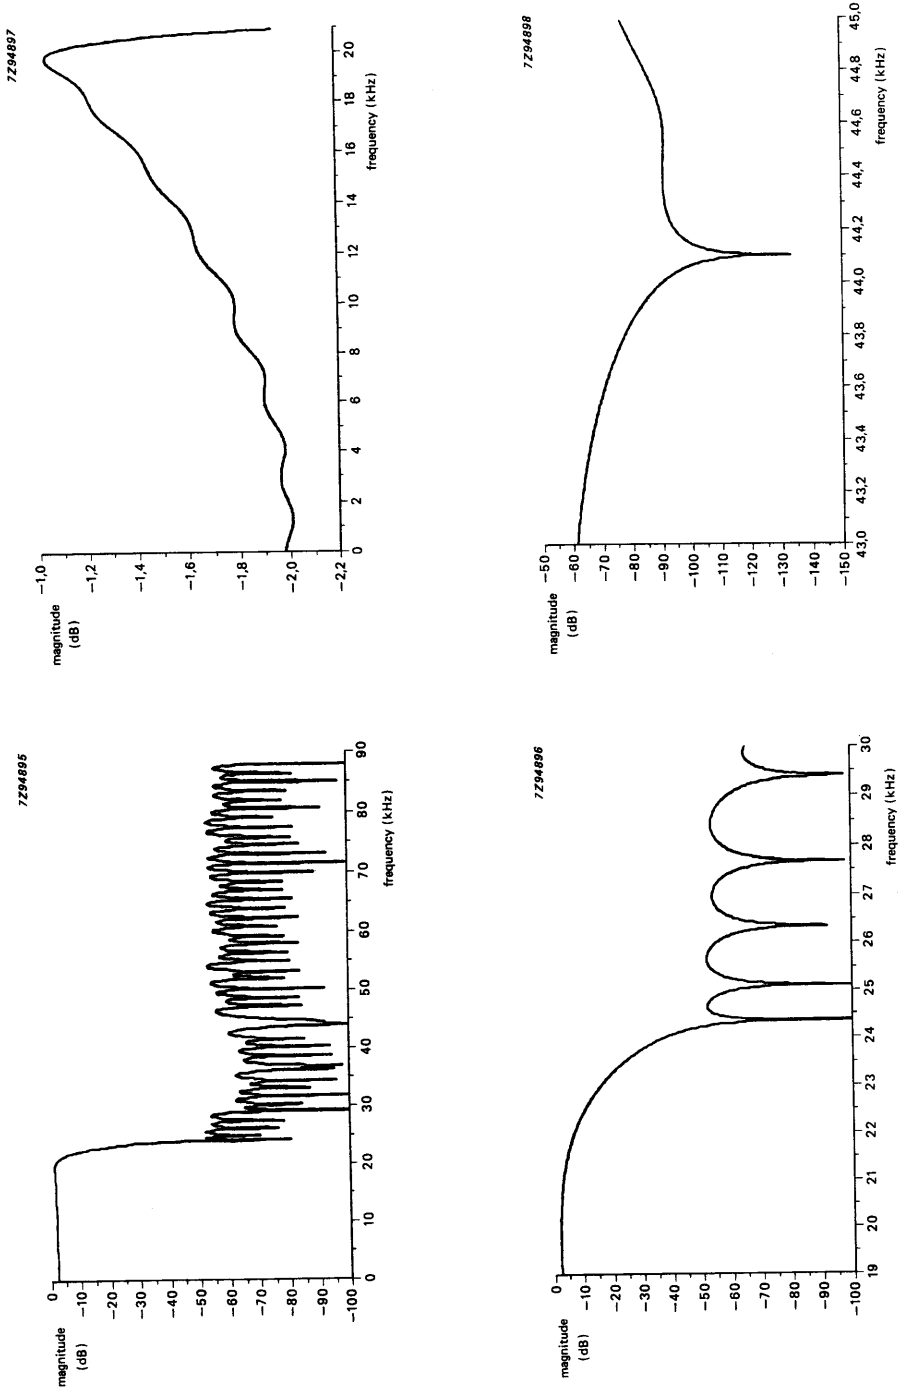 7Z94895
magnitude
(dB)
0
−10
−20
−30
−40
−50
−60
−70
−80
−90
−100
0 10 20 30 40 50 60 70 80 90
frequency (kHz)
7Z94897
magnitude
(dB)
−1,0
−1,2
−1,4
−1,6
−1,8
−2,0
−2,2
0 2 4 6 8 10 12 14 16 18 20
frequency (kHz)
7Z94896
magnitude
(dB)
0
−10
−20
−30
−40
−50
−60
−70
−80
−90
−100
19 20 21 22 23 24 25 26 27 28 29 30
frequency (kHz)
7Z94898
magnitude
(dB)
−50
−60
−70
−80
−90
−100
−110
−120
−130
−140
−150
43,0 43,2 43,4 43,6 43,8 44,0 44,2 44,4 44,6 44,8 45,0
frequency (kHz)